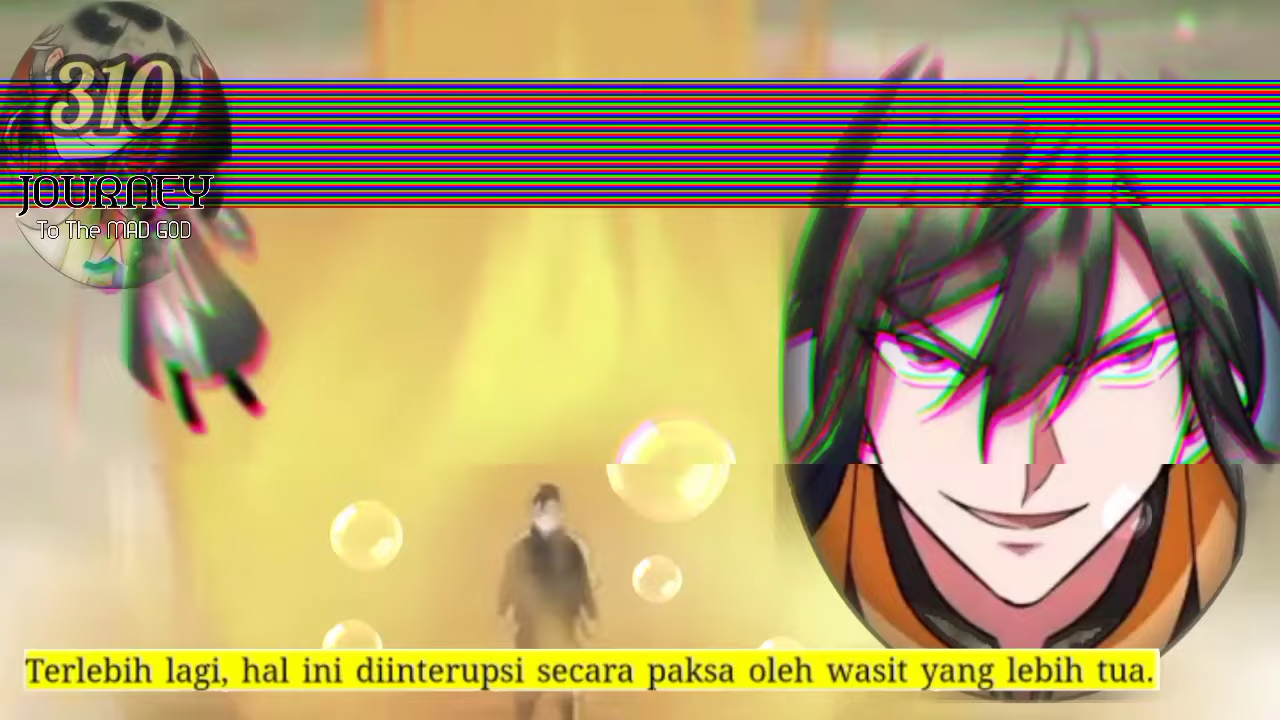 310
JOURNEY
To The MAD GOD
Terlebih lagi, hal ini diinterupsi secara paksa oleh wasit yang lebih tua.